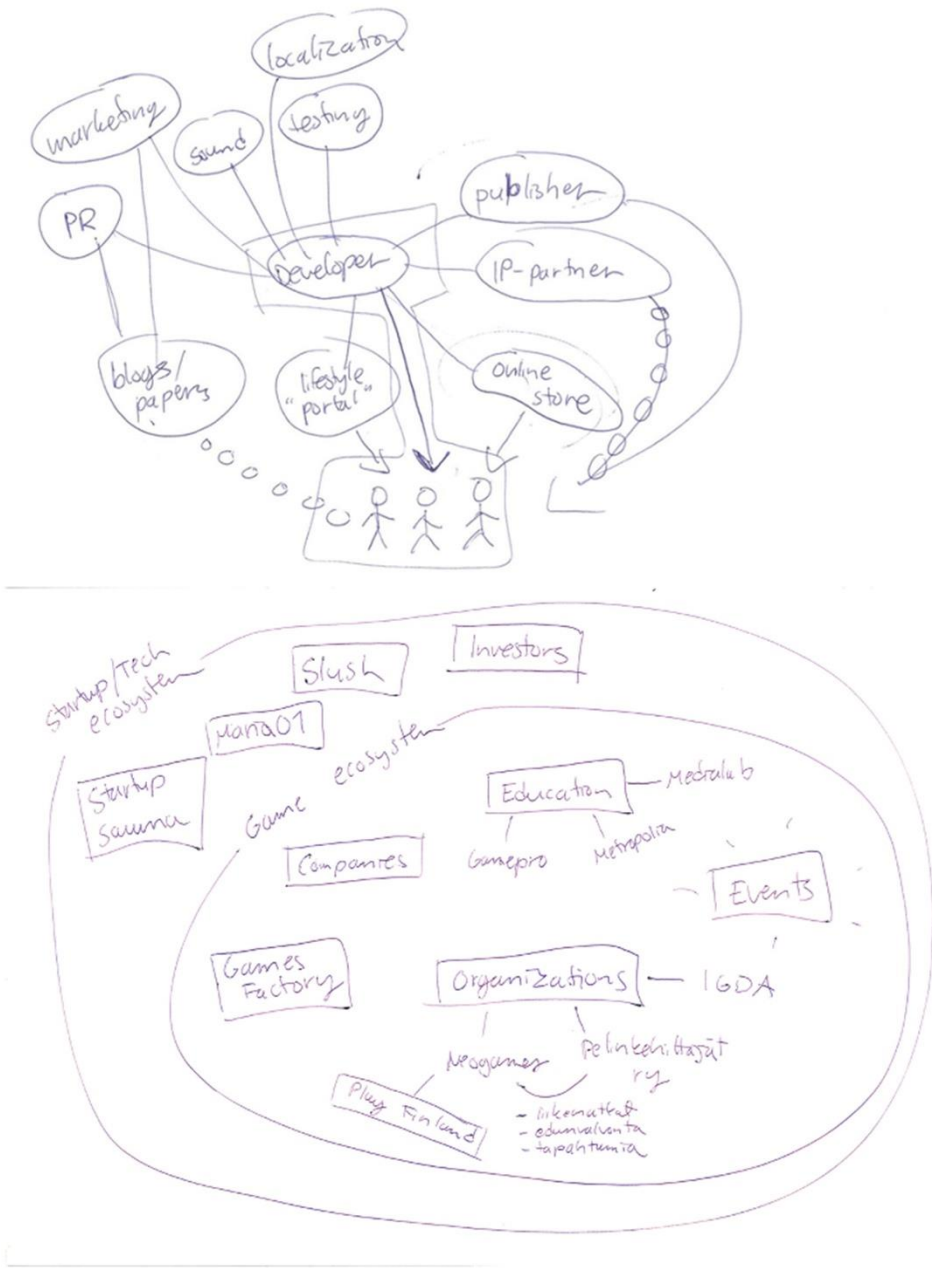 localization
marketing
sound
testing
publisher
PR
Developer
IP-partner
blogs/
papers
lifestyle
"portal"
online
store
Startup/Tech
ecosystem
Slush
Investors
Maria01
Game ecosystem
Startup
Sauna
Education
Medialab
Gamepro
Metropolia
Companies
Events
Games
Factory
Organizations
IGDA
Neogames
Pelinkehittäjät
ry
Play Finland
- liikematkat
- edunvalvonta
- tapahtumia